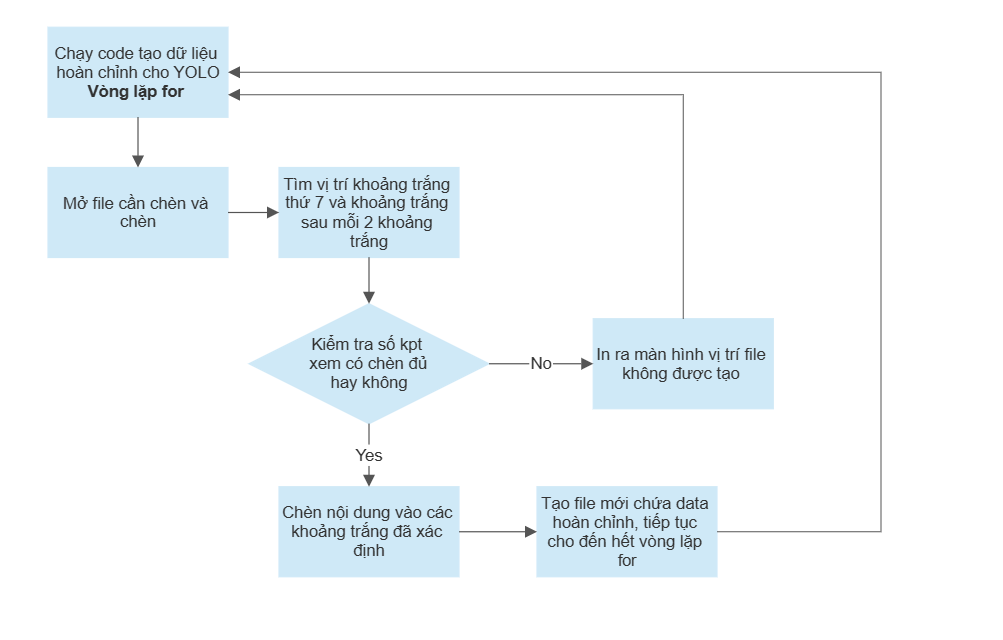 Chạy code tạo dữ liệu
hoàn chỉnh cho YOLO
Vòng lặp for
Mở file cần chèn và
chèn
Tìm vị trí khoảng trắng
thứ 7 và khoảng trắng
sau mỗi 2 khoảng
trắng
Kiểm tra số kpt
xem có chèn đủ
hay không
No
In ra màn hình vị trí file
không được tạo
Yes
Chèn nội dung vào các
khoảng trắng đã xác
định
Tạo file mới chứa data
hoàn chỉnh, tiếp tục
cho đến hết vòng lặp
for